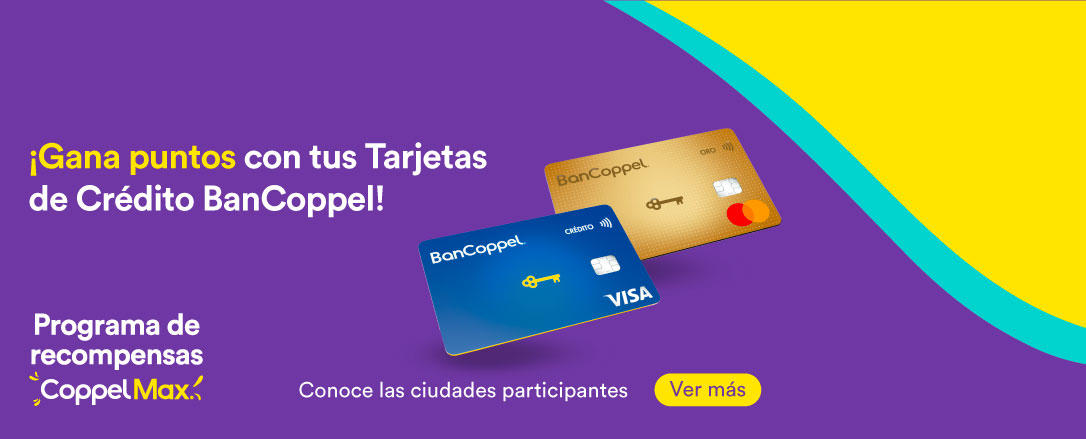 ¡Gana puntos con tus Tarjetas
de Crédito BanCoppel!
BanCoppel
ORO
BanCoppel
CRÉDITO
VISA
Programa de
recompensas
CoppelMax.
Conoce las ciudades participantes
Ver más